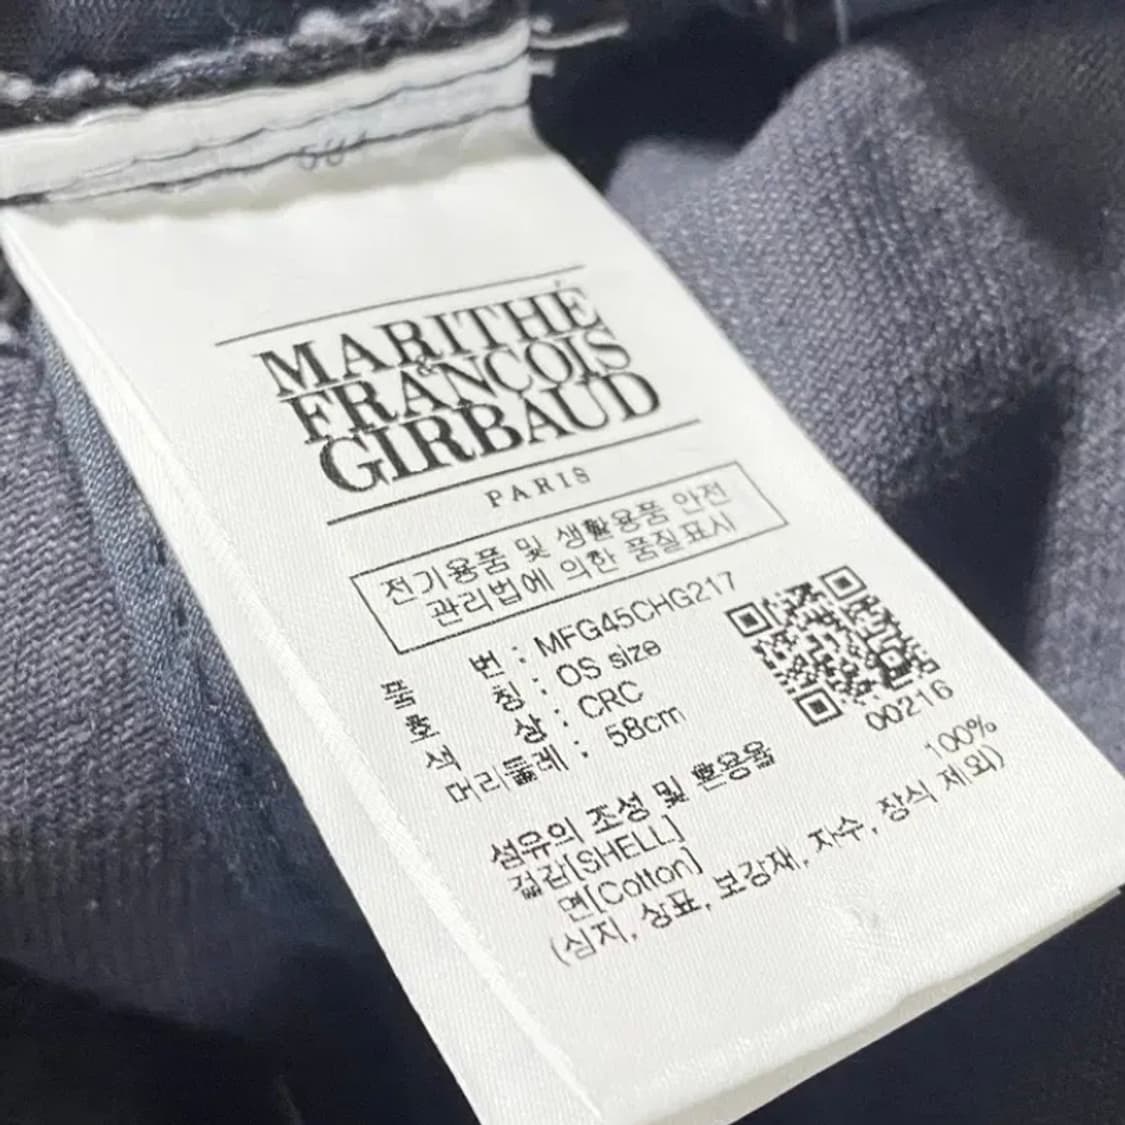 MARITHÉ
&
FRANCOIS
GIRBAUD
PARIS
전기용품 및 생활용품 안전
관리법에 의한 품질표시
품 번 : MFG45CHG217
호 칭 : OS size
색 상 : CRC
머리둘레 : 58cm
00216
섬유의 조성 및 혼용율
겉감[SHELL]
면[Cotton] 100%
(심지, 상표, 보강재, 자수, 장식 제외)